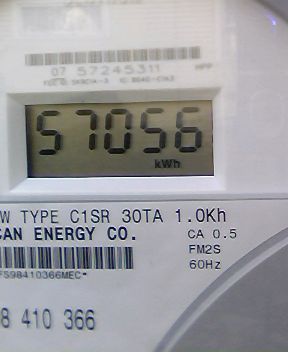 07 57245311
57056
kWh
W TYPE C1SR 30TA 1.0Kh
CAN ENERGY CO.
CA 0.5
FM2S
60Hz
FS98410366MEC*
8 410 366